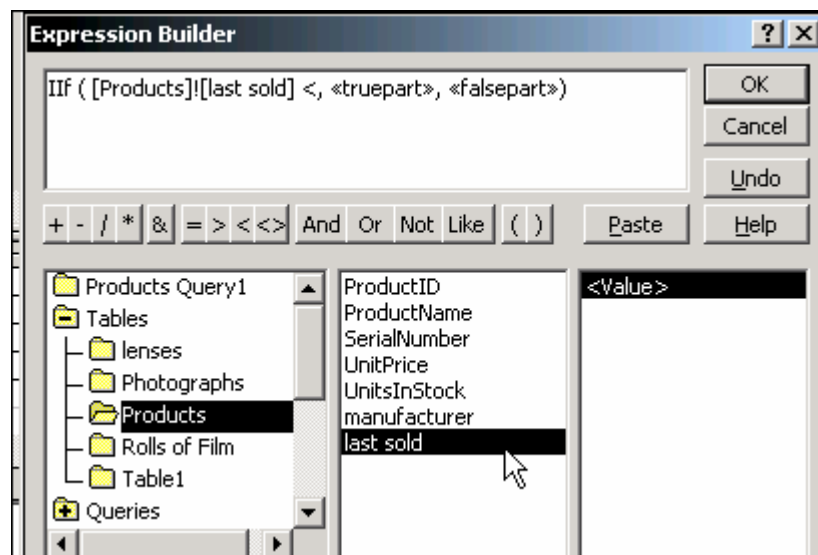 Expression Builder
? X
IIf ( [Products]![last sold] <, «truepart», «falsepart»)
OK
Cancel
Undo
+ - / * & = > < <> And Or Not Like ( ) Paste Help
Products Query1
Tables
lenses
Photographs
Products
Rolls of Film
Table1
Queries
ProductID
ProductName
SerialNumber
UnitPrice
UnitsInStock
manufacturer
last sold
<Value>